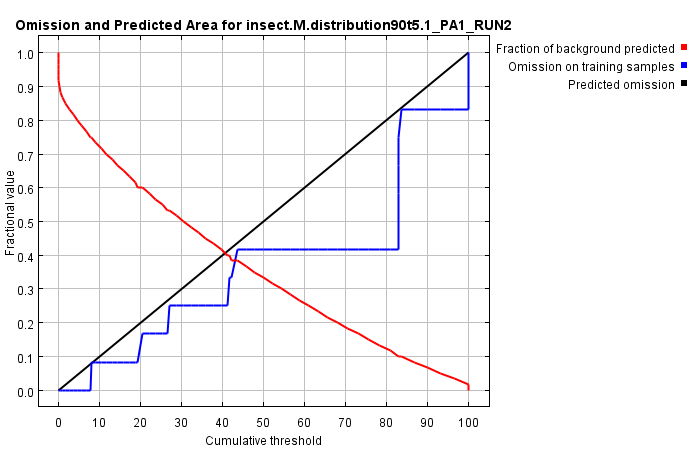 Omission and Predicted Area for insect.M.distribution90t5.1_PA1_RUN2
Fraction of background predicted
Omission on training samples
Predicted omission
Fractional value
1.0
0.9
0.8
0.7
0.6
0.5
0.4
0.3
0.2
0.1
0.0
0 10 20 30 40 50 60 70 80 90 100
Cumulative threshold